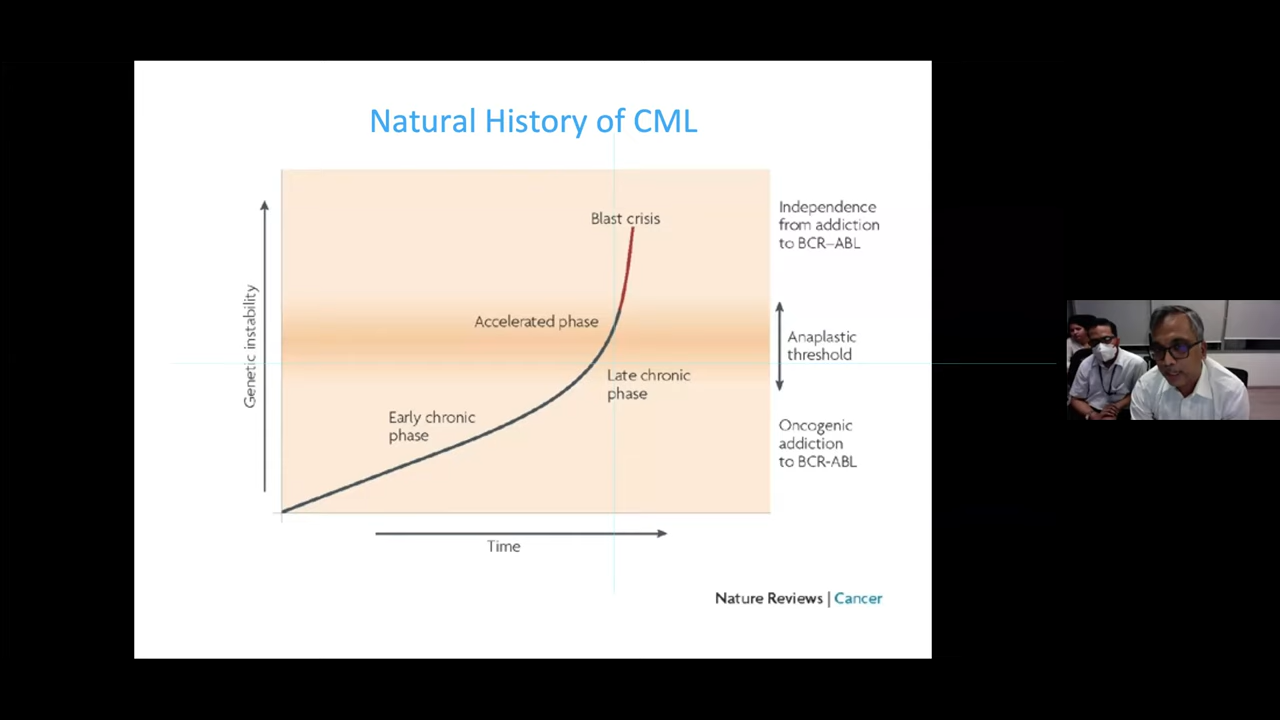 Natural History of CML
Blast crisis
Independence
from addiction
to BCR–ABL
Accelerated phase
Anaplastic
threshold
Genetic instability
Late chronic
phase
Early chronic
phase
Oncogenic
addiction
to BCR-ABL
Time
Nature Reviews | Cancer